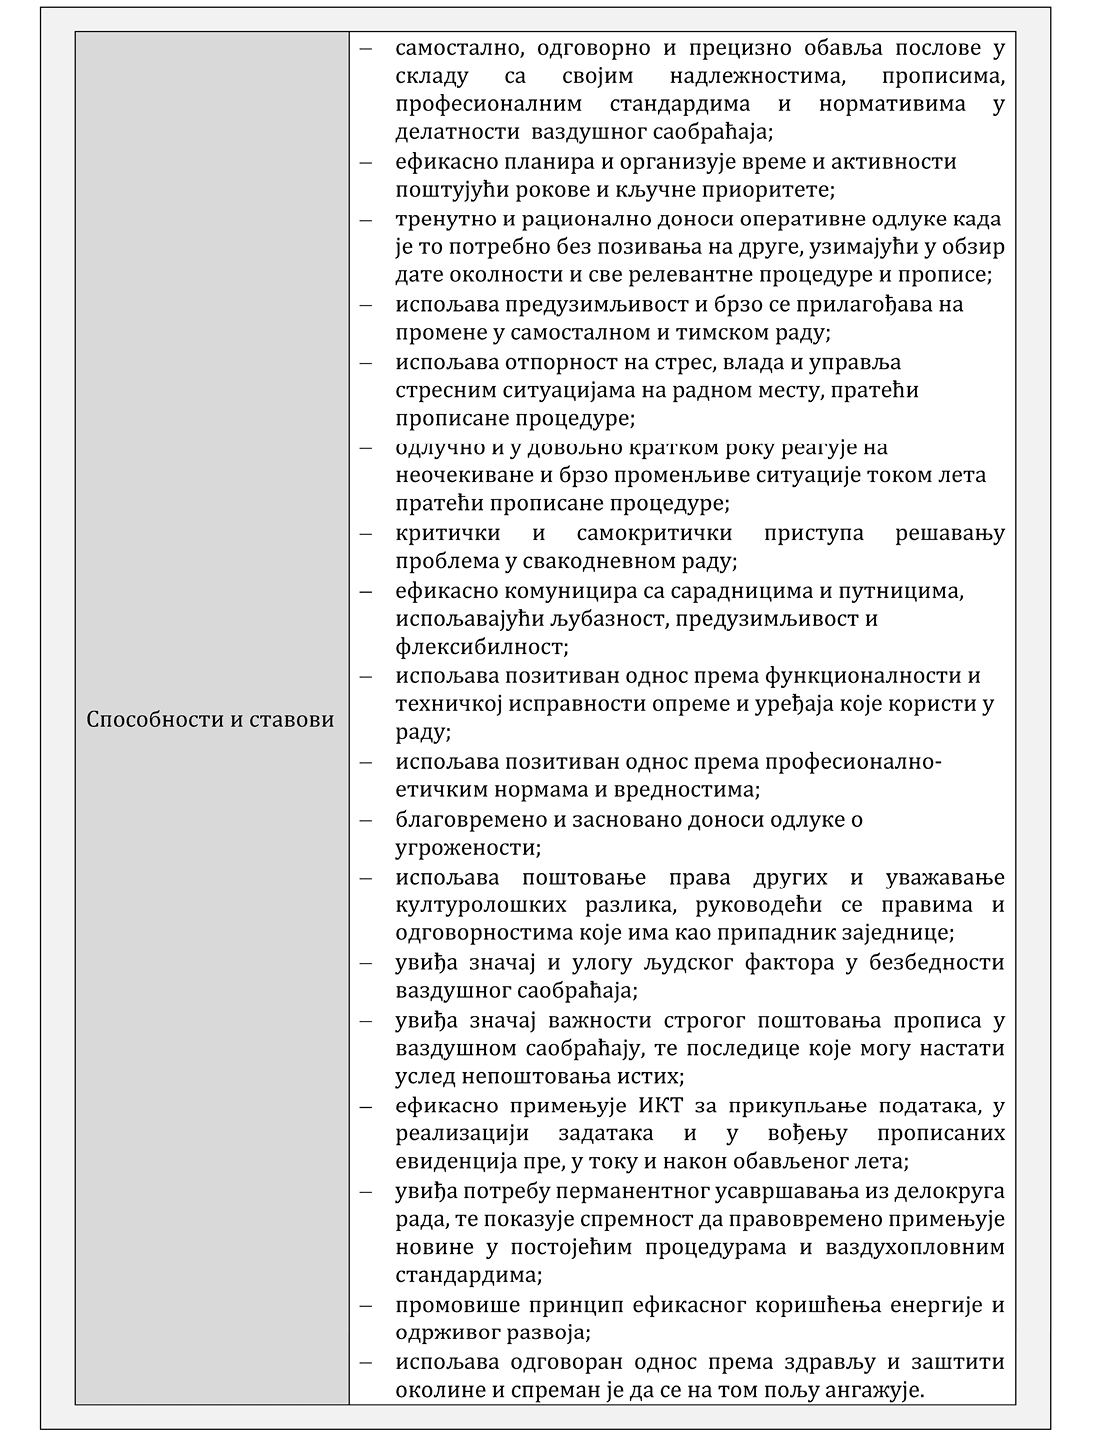 Способности и ставови
– самостално, одговорно и прецизно обавља послове у
складу са својим надлежностима, прописима,
професионалним стандардима и нормативима у
делатности ваздушног саобраћаја;
– ефикасно планира и организује време и активности
поштујући рокове и кључне приоритете;
– тренутно и рационално доноси оперативне одлуке када
је то потребно без позивања на друге, узимајући у обзир
дате околности и све релевантне процедуре и прописе;
– испољава предузимљивост и брзо се прилагођава на
промене у самосталном и тимском раду;
– испољава отпорност на стрес, влада и управља
стресним ситуацијама на радном месту, пратећи
прописане процедуре;
– одлучно и у довољно кратком року реагује на
неочекиване и брзо променљиве ситуације током лета
пратећи прописане процедуре;
– критички и самокритички приступа решавању
проблема у свакодневном раду;
– ефикасно комуницира са сарадницима и путницима,
испољавајући љубазност, предузимљивост и
флексибилност;
– испољава позитиван однос према функционалности и
техничкој исправности опреме и уређаја које користи у
раду;
– испољава позитиван однос према професионално-
етичким нормама и вредностима;
– благовремено и засновано доноси одлуке о
угрожености;
– испољава поштовање права других и уважавање
културолошких разлика, руководећи се правима и
одговорностима које има као припадник заједнице;
– увиђа значај и улогу људског фактора у безбедности
ваздушног саобраћаја;
– увиђа значај важности строгог поштовања прописа у
ваздушном саобраћају, те последице које могу настати
услед непоштовања истих;
– ефикасно примењује ИКТ за прикупљање података, у
реализацији задатака и у вођењу прописаних
евиденција пре, у току и након обављеног лета;
– увиђа потребу перманентног усавршавања из делокруга
рада, те показује спремност да правовремено примењује
новине у постојећим процедурама и ваздухопловним
стандардима;
– промовише принцип ефикасног коришћења енергије и
одрживог развоја;
– испољава одговоран однос према здрављу и заштити
околине и спреман је да се на том пољу ангажује.